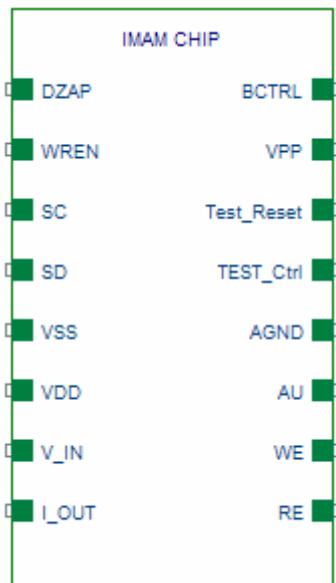 IMAM CHIP
DZAP BCTRL
WREN VPP
SC Test_Reset
SD TEST_Ctrl
VSS AGND
VDD AU
V_IN WE
I_OUT RE